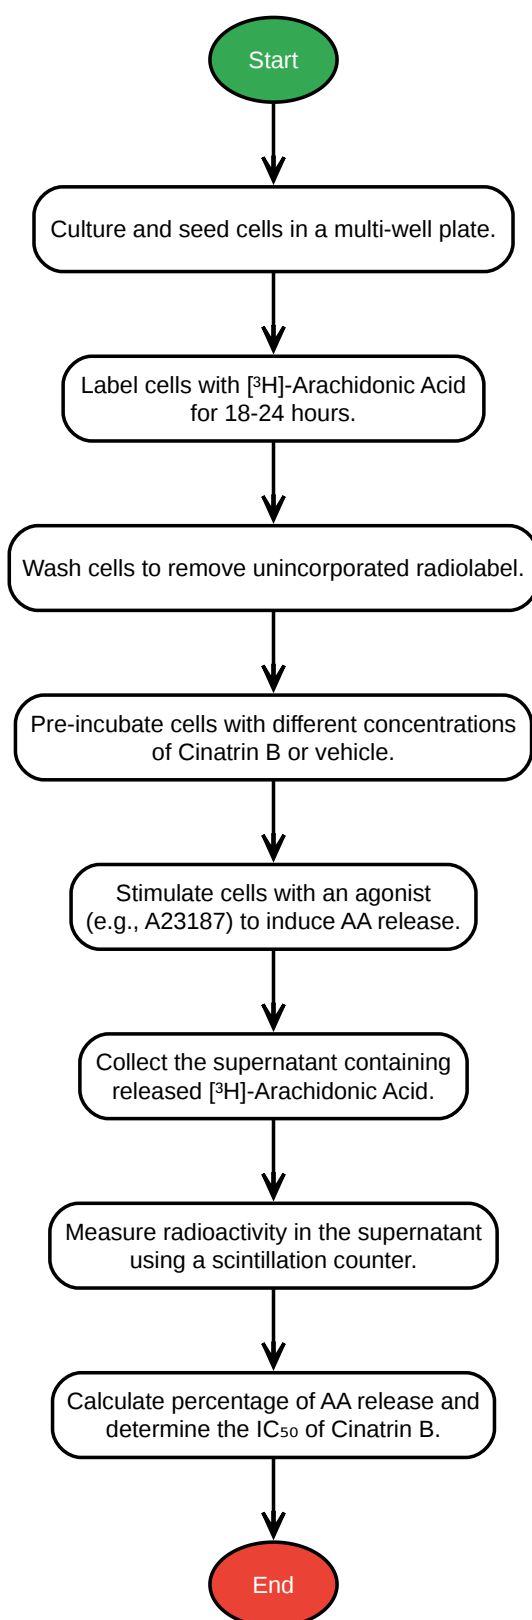 Start
Culture and seed cells in a multi-well plate.
Label cells with [³H]-Arachidonic Acid
for 18-24 hours.
Wash cells to remove unincorporated radiolabel.
Pre-incubate cells with different concentrations
of Cinatrin B or vehicle.
Stimulate cells with an agonist
(e.g., A23187) to induce AA release.
Collect the supernatant containing
released [³H]-Arachidonic Acid.
Measure radioactivity in the supernatant
using a scintillation counter.
Calculate percentage of AA release and
determine the IC₅₀ of Cinatrin B.
End